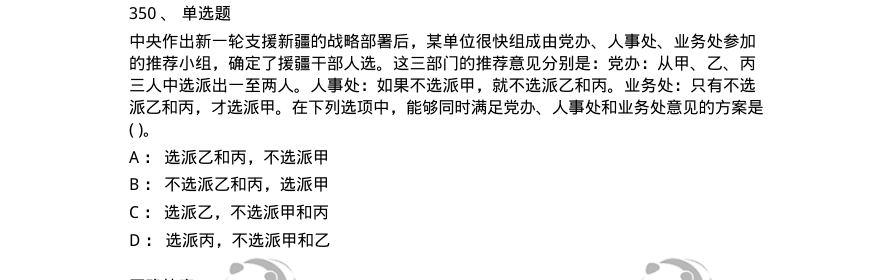 350 、 单选题
中央作出新一轮支援新疆的战略部署后，某单位很快组成由党办、人事处、业务处参加
的推荐小组，确定了援疆干部人选。这三部门的推荐意见分别是：党办：从甲、乙、丙
三人中选派出一至两人。人事处：如果不选派甲，就不选派乙和丙。业务处：只有不选
派乙和丙，才选派甲。在下列选项中，能够同时满足党办、人事处和业务处意见的方案是
( )。
A ： 选派乙和丙，不选派甲
B ： 不选派乙和丙，选派甲
C ： 选派乙，不选派甲和丙
D ： 选派丙，不选派甲和乙